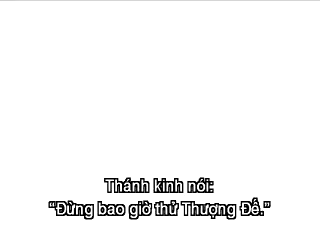 Thánh kinh nói:
“Đừng bao giờ thử Thượng Đế.”